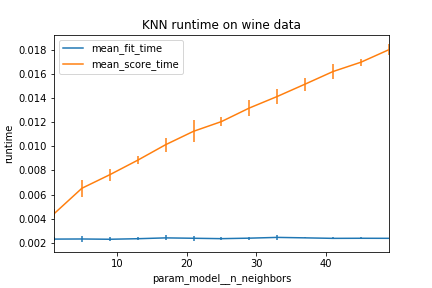 KNN runtime on wine data
mean_fit_time
mean_score_time
runtime
0.018
0.016
0.014
0.012
0.010
0.008
0.006
0.004
0.002
10
20
30
40
param_model__n_neighbors